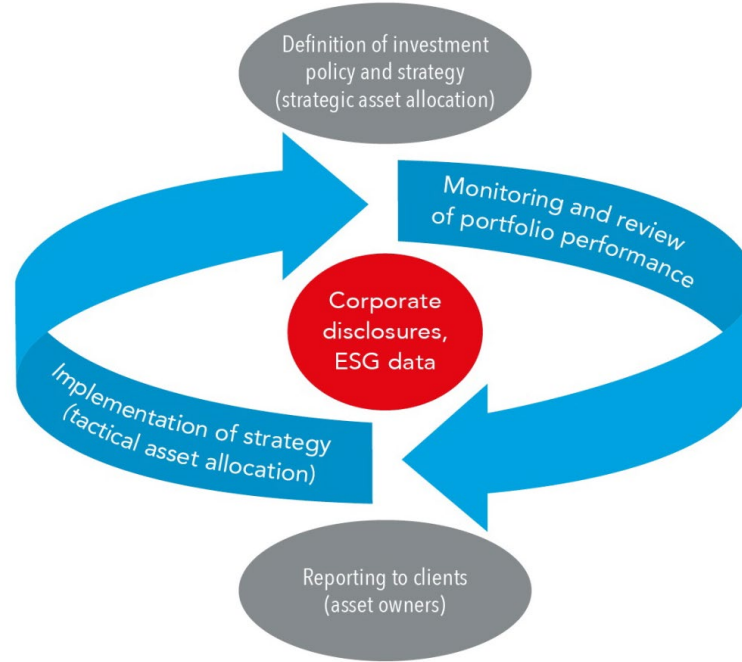 Definition of investment
policy and strategy
(strategic asset allocation)
Monitoring and review
of portfolio performance
Corporate
disclosures,
ESG data
Implementation of strategy
(tactical asset allocation)
Reporting to clients
(asset owners)